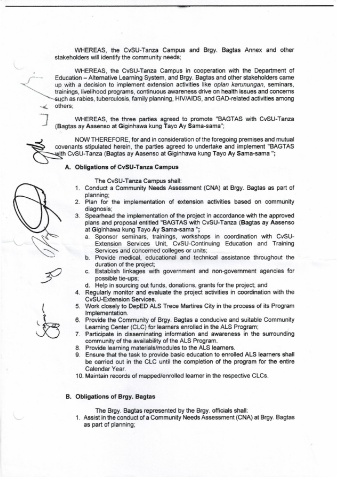 WHEREAS, the CvSU-Tanza Campus and Brgy. Bagtas Annex and other
stakeholders will identify the community needs;
WHEREAS, the CvSU-Tanza Campus in cooperation with the Department of
Education – Alternative Learning System, and Brgy. Bagtas and other stakeholders came
up with a decision to implement extension activities like oplan karunungan, seminars,
trainings, livelihood programs, continuous awareness drive on health issues and concerns
such as rabies, tuberculosis, family planning, HIV/AIDS, and GAD-related activities among
others;
WHEREAS, the three parties agreed to promote "BAGTAS with CvSU-Tanza
(Bagtas ay Aasenso at Giginhawa kung Tayo Ay Sama-sama";
NOW THEREFORE, for and in consideration of the foregoing premises and mutual
covenants stipulated herein, the parties agreed to undertake and implement "BAGTAS
with CvSU-Tanza (Bagtas ay Aasenso at Giginhawa kung Tayo Ay Sama-sama ";
A. Obligations of CvSU-Tanza Campus
The CvSU-Tanza Campus shall:
1. Conduct a Community Needs Assessment (CNA) at Brgy. Bagtas as part of
planning;
2. Plan for the implementation of extension activities based on community
diagnosis;
3. Spearhead the implementation of the project in accordance with the approved
plans and proposal entitled "BAGTAS with CvSU-Tanza (Bagtas ay Aasenso
at Giginhawa kung Tayo Ay Sama-sama ";
a. Sponsor seminars, trainings, workshops in coordination with CvSU-
Extension Services Unit, CvSU-Continuing Education and Training
Services and concerned colleges or units;
b. Provide medical, educational and technical assistance throughout the
duration of the project;
c. Establish linkages with government and non-government agencies for
possible tie-ups;
d. Help in sourcing out funds, donations, grants for the project; and
4. Regularly monitor and evaluate the project activities in coordination with the
CvSU-Extension Services.
5. Work closely to DepED ALS Trece Martires City in the process of its Program
Implementation.
6. Provide the Community of Brgy. Bagtas a conducive and suitable Community
Learning Center (CLC) for learners enrolled in the ALS Program;
7. Participate in disseminating information and awareness in the surrounding
community of the availability of the ALS Program.
8. Provide learning materials/modules to the ALS learners.
9. Ensure that the task to provide basic education to enrolled ALS learners shall
be carried out in the CLC until the completion of the program for the entire
Calendar Year.
10. Maintain records of mapped/enrolled learner in the respective CLCs.
B. Obligations of Brgy. Bagtas
The Brgy. Bagtas represented by the Brgy. officials shall:
1. Assist in the conduct of a Community Needs Assessment (CNA) at Brgy. Bagtas
as part of planning;